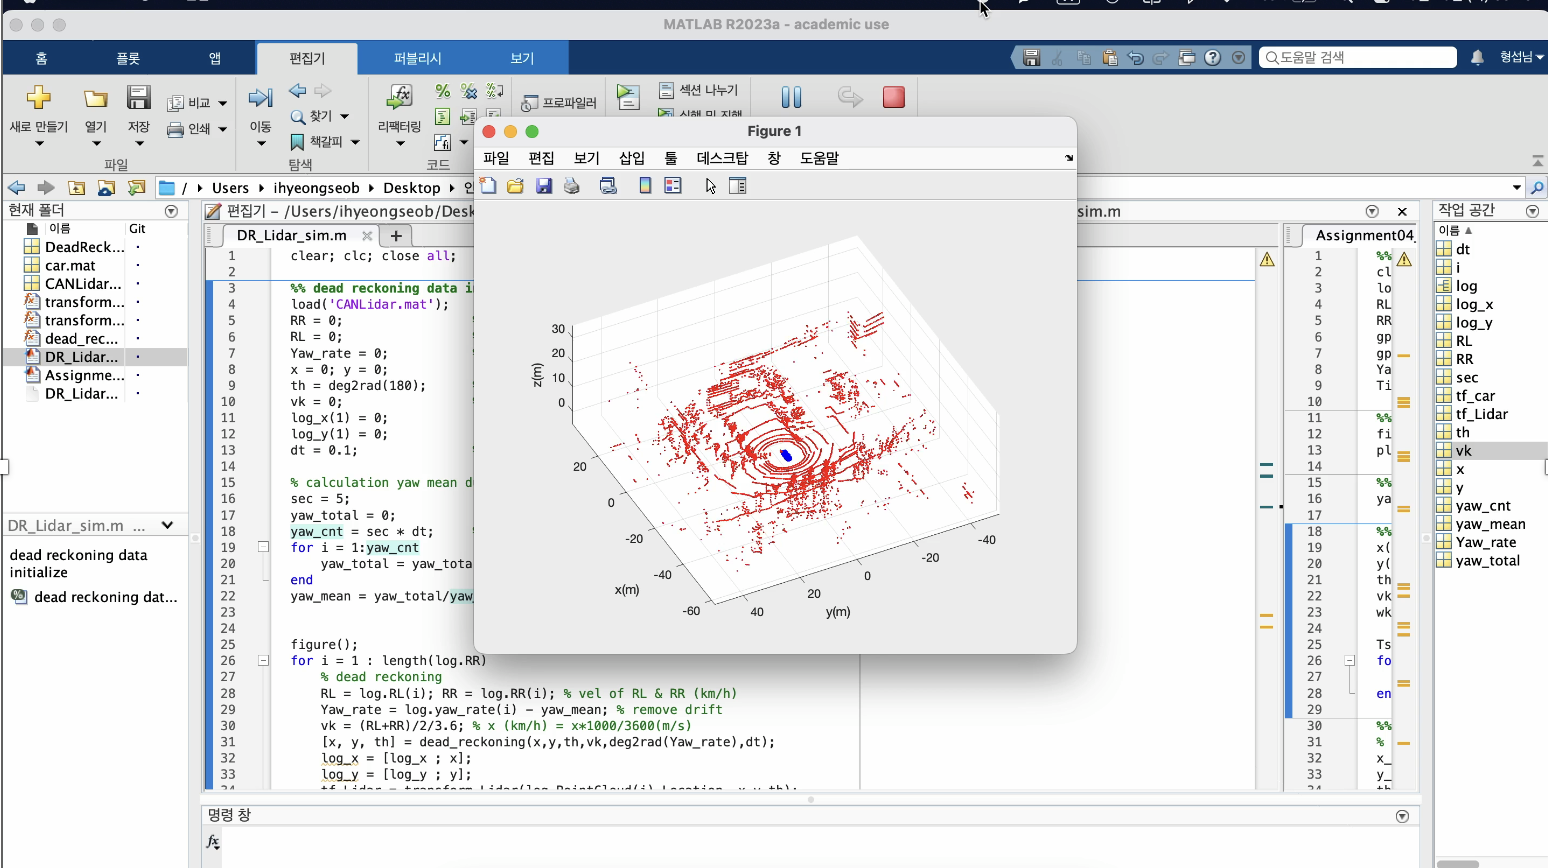 MATLAB R2023a - academic use
홈 플롯 앱 편집기 퍼블리시 보기
도움말 검색
형섭님
새로 만들기 열기 저장 비교 인쇄
파일
이동 찾기 책갈피
탐색
리팩터링
코드
프로파일러
섹션 나누기
/ Users ihyeongseob Desktop
현재 폴더
이름 Git
DeadReck...
car.mat
CANLidar...
transform...
transform...
dead_rec...
DR_Lidar...
Assignme...
DR_Lidar...
DR_Lidar_sim.m ...
dead reckoning data
initialize
dead reckoning dat...
편집기 - /Users/ihyeongseob/Desk
sim.m
DR_Lidar_sim.m
1 clear; clc; close all;
2
3 %% dead reckoning data i
4 load('CANLidar.mat');
5 RR = 0;
6 RL = 0;
7 Yaw_rate = 0;
8 x = 0; y = 0;
9 th = deg2rad(180);
10 vk = 0;
11 log_x(1) = 0;
12 log_y(1) = 0;
13 dt = 0.1;
14
15 % calculation yaw mean d
16 sec = 5;
17 yaw_total = 0;
18 yaw_cnt = sec * dt;
19 for i = 1:yaw_cnt
20 yaw_total = yaw_tota
21 end
22 yaw_mean = yaw_total/yaw_
23
24
25 figure();
26 for i = 1 : length(log.RR)
27 % dead reckoning
28 RL = log.RL(i); RR = log.RR(i); % vel of RL & RR (km/h)
29 Yaw_rate = log.yaw_rate(i) - yaw_mean; % remove drift
30 vk = (RL+RR)/2/3.6; % x (km/h) = x*1000/3600(m/s)
31 [x, y, th] = dead_reckoning(x,y,th,vk,deg2rad(Yaw_rate),dt);
32 log_x = [log_x ; x];
33 log_y = [log_y ; y];
Figure 1
파일 편집 보기 삽입 툴 데스크탑 창 도움말
30
20
10
0
z(m)
20
0
-20
-40
-60
x(m)
40
20
0
-20
-40
y(m)
Assignment04_
1 %%
2 cl
3 lo
4 RL
5 RR
6 gp
7 gp
8 Ya
9 Ti
10
11 %%
12 fi
13 pl
14
15 %%
16 ya
17
18 %%
19 x(
20 y(
21 th
22 vk
23 wk
24
25 Ts
26 fo
27
28 en
29
30 %%
31 %
32 x_
33 y_
작업 공간
이름
dt
i
log
log_x
log_y
RL
RR
sec
tf_car
tf_Lidar
th
vk
x
y
yaw_cnt
yaw_mean
Yaw_rate
yaw_total
명령 창
fx